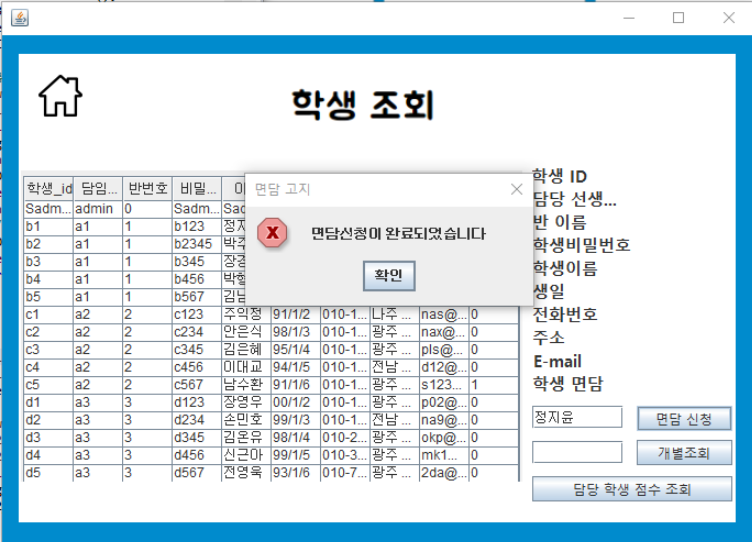 학생 조회
학생_id 담임... 반번호 비밀...
Sadm... admin 0 Sadm...
b1 a1 1 b123
b2 a1 1 b2345
b3 a1 1 b345
b4 a1 1 b456
b5 a1 1 b567
c1 a2 2 c123 주익정 91/1/2 010-1... 나주 ... nas@... 0
c2 a2 2 c234 안은식 98/1/3 010-1... 광주 ... nax@... 0
c3 a2 2 c345 김은혜 95/1/4 010-1... 광주 ... pls@... 0
c4 a2 2 c456 이대교 94/1/5 010-1... 전남 ... d12@... 0
c5 a2 2 c567 남수환 91/1/6 010-1... 광주 ... s123... 1
d1 a3 3 d123 장영우 00/1/2 010-1... 광주 ... p02@... 0
d2 a3 3 d234 손민호 99/1/3 010-1... 전남 ... na9@... 0
d3 a3 3 d345 김온유 98/1/4 010-2... 광주 ... okp@... 0
d4 a3 3 d456 신근아 99/1/5 010-3... 광주 ... mk1... 0
d5 a3 3 d567 전영욱 93/1/6 010-7... 광주 ... 2da@... 0
면담 고지
면담신청이 완료되었습니다
확인
학생 ID
담당 선생...
반 이름
학생비밀번호
학생이름
생일
전화번호
주소
E-mail
학생 면담
정지윤 면담 신청
개별조회
담당 학생 점수 조회